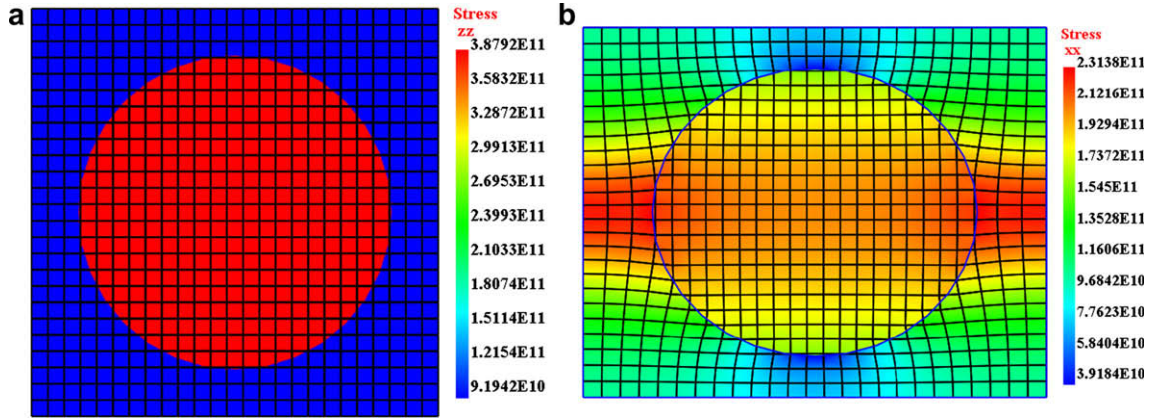 a
Stress
zz
3.8792E11
3.5832E11
3.2872E11
2.9913E11
2.6953E11
2.3993E11
2.1033E11
1.8074E11
1.5114E11
1.2154E11
9.1942E10
b
Stress
xx
2.3138E11
2.1216E11
1.9294E11
1.7372E11
1.545E11
1.3528E11
1.1606E11
9.6842E10
7.7623E10
5.8404E10
3.9184E10